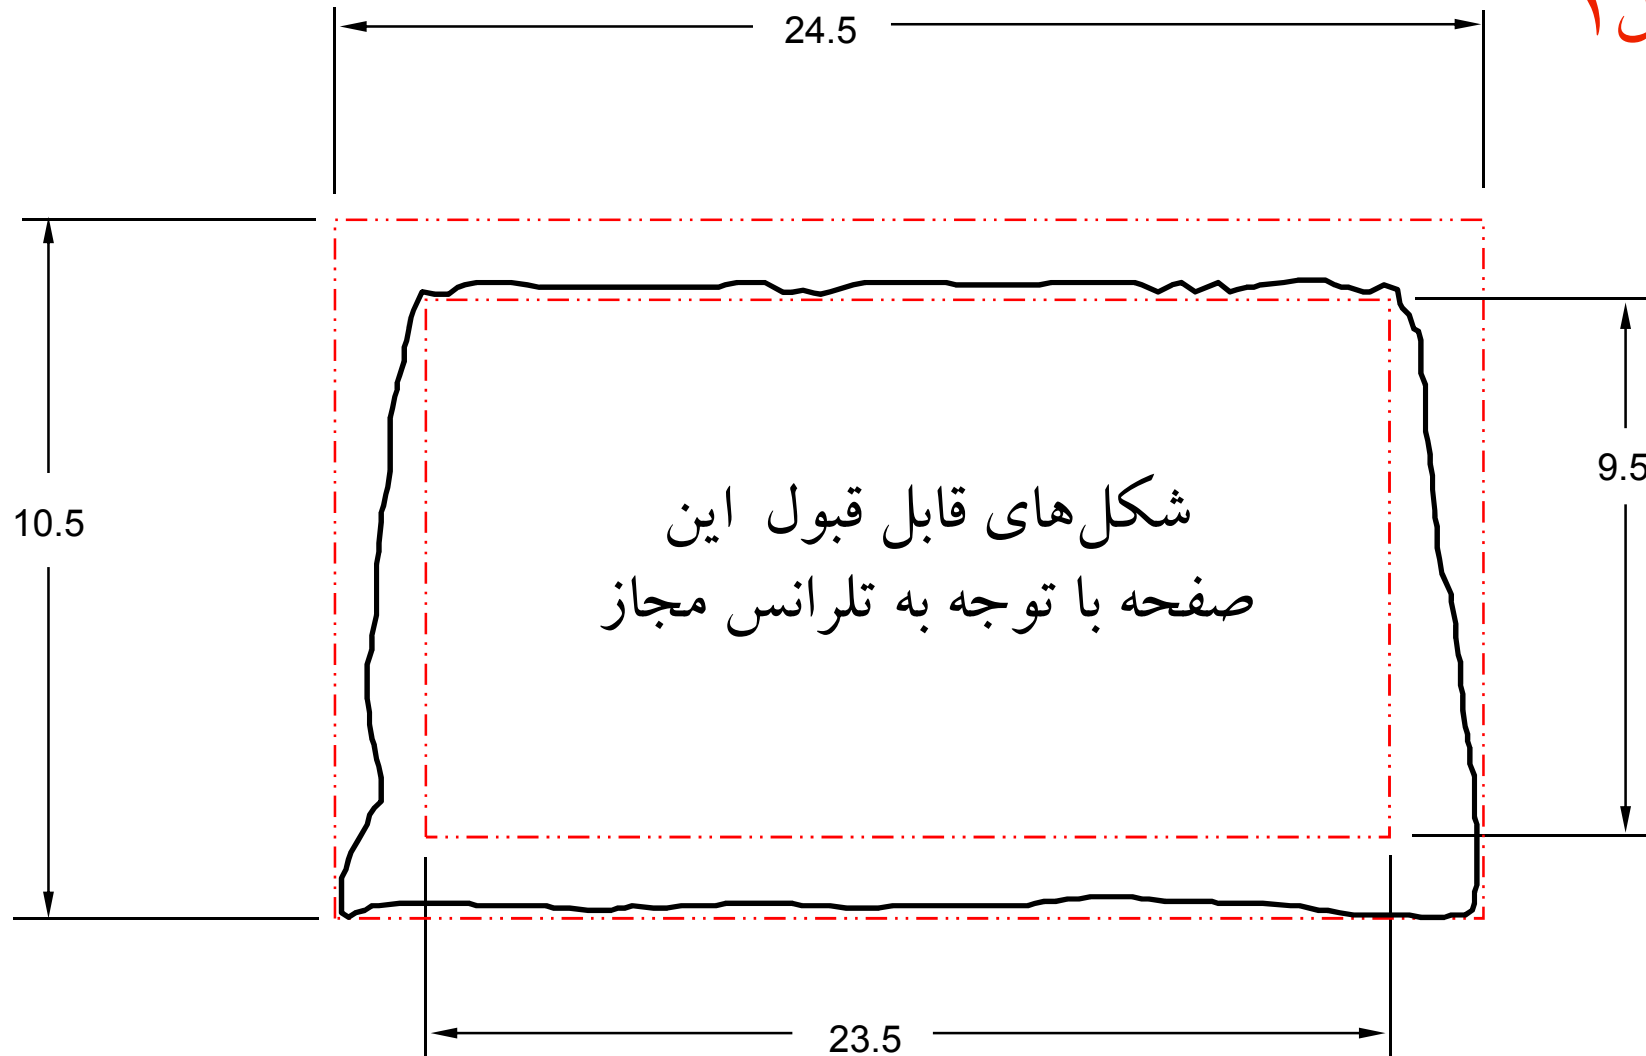 24.5
9.5
شکل‌های قابل قبول این
صفحه با توجه به تلرانس مجاز
10.5
23.5